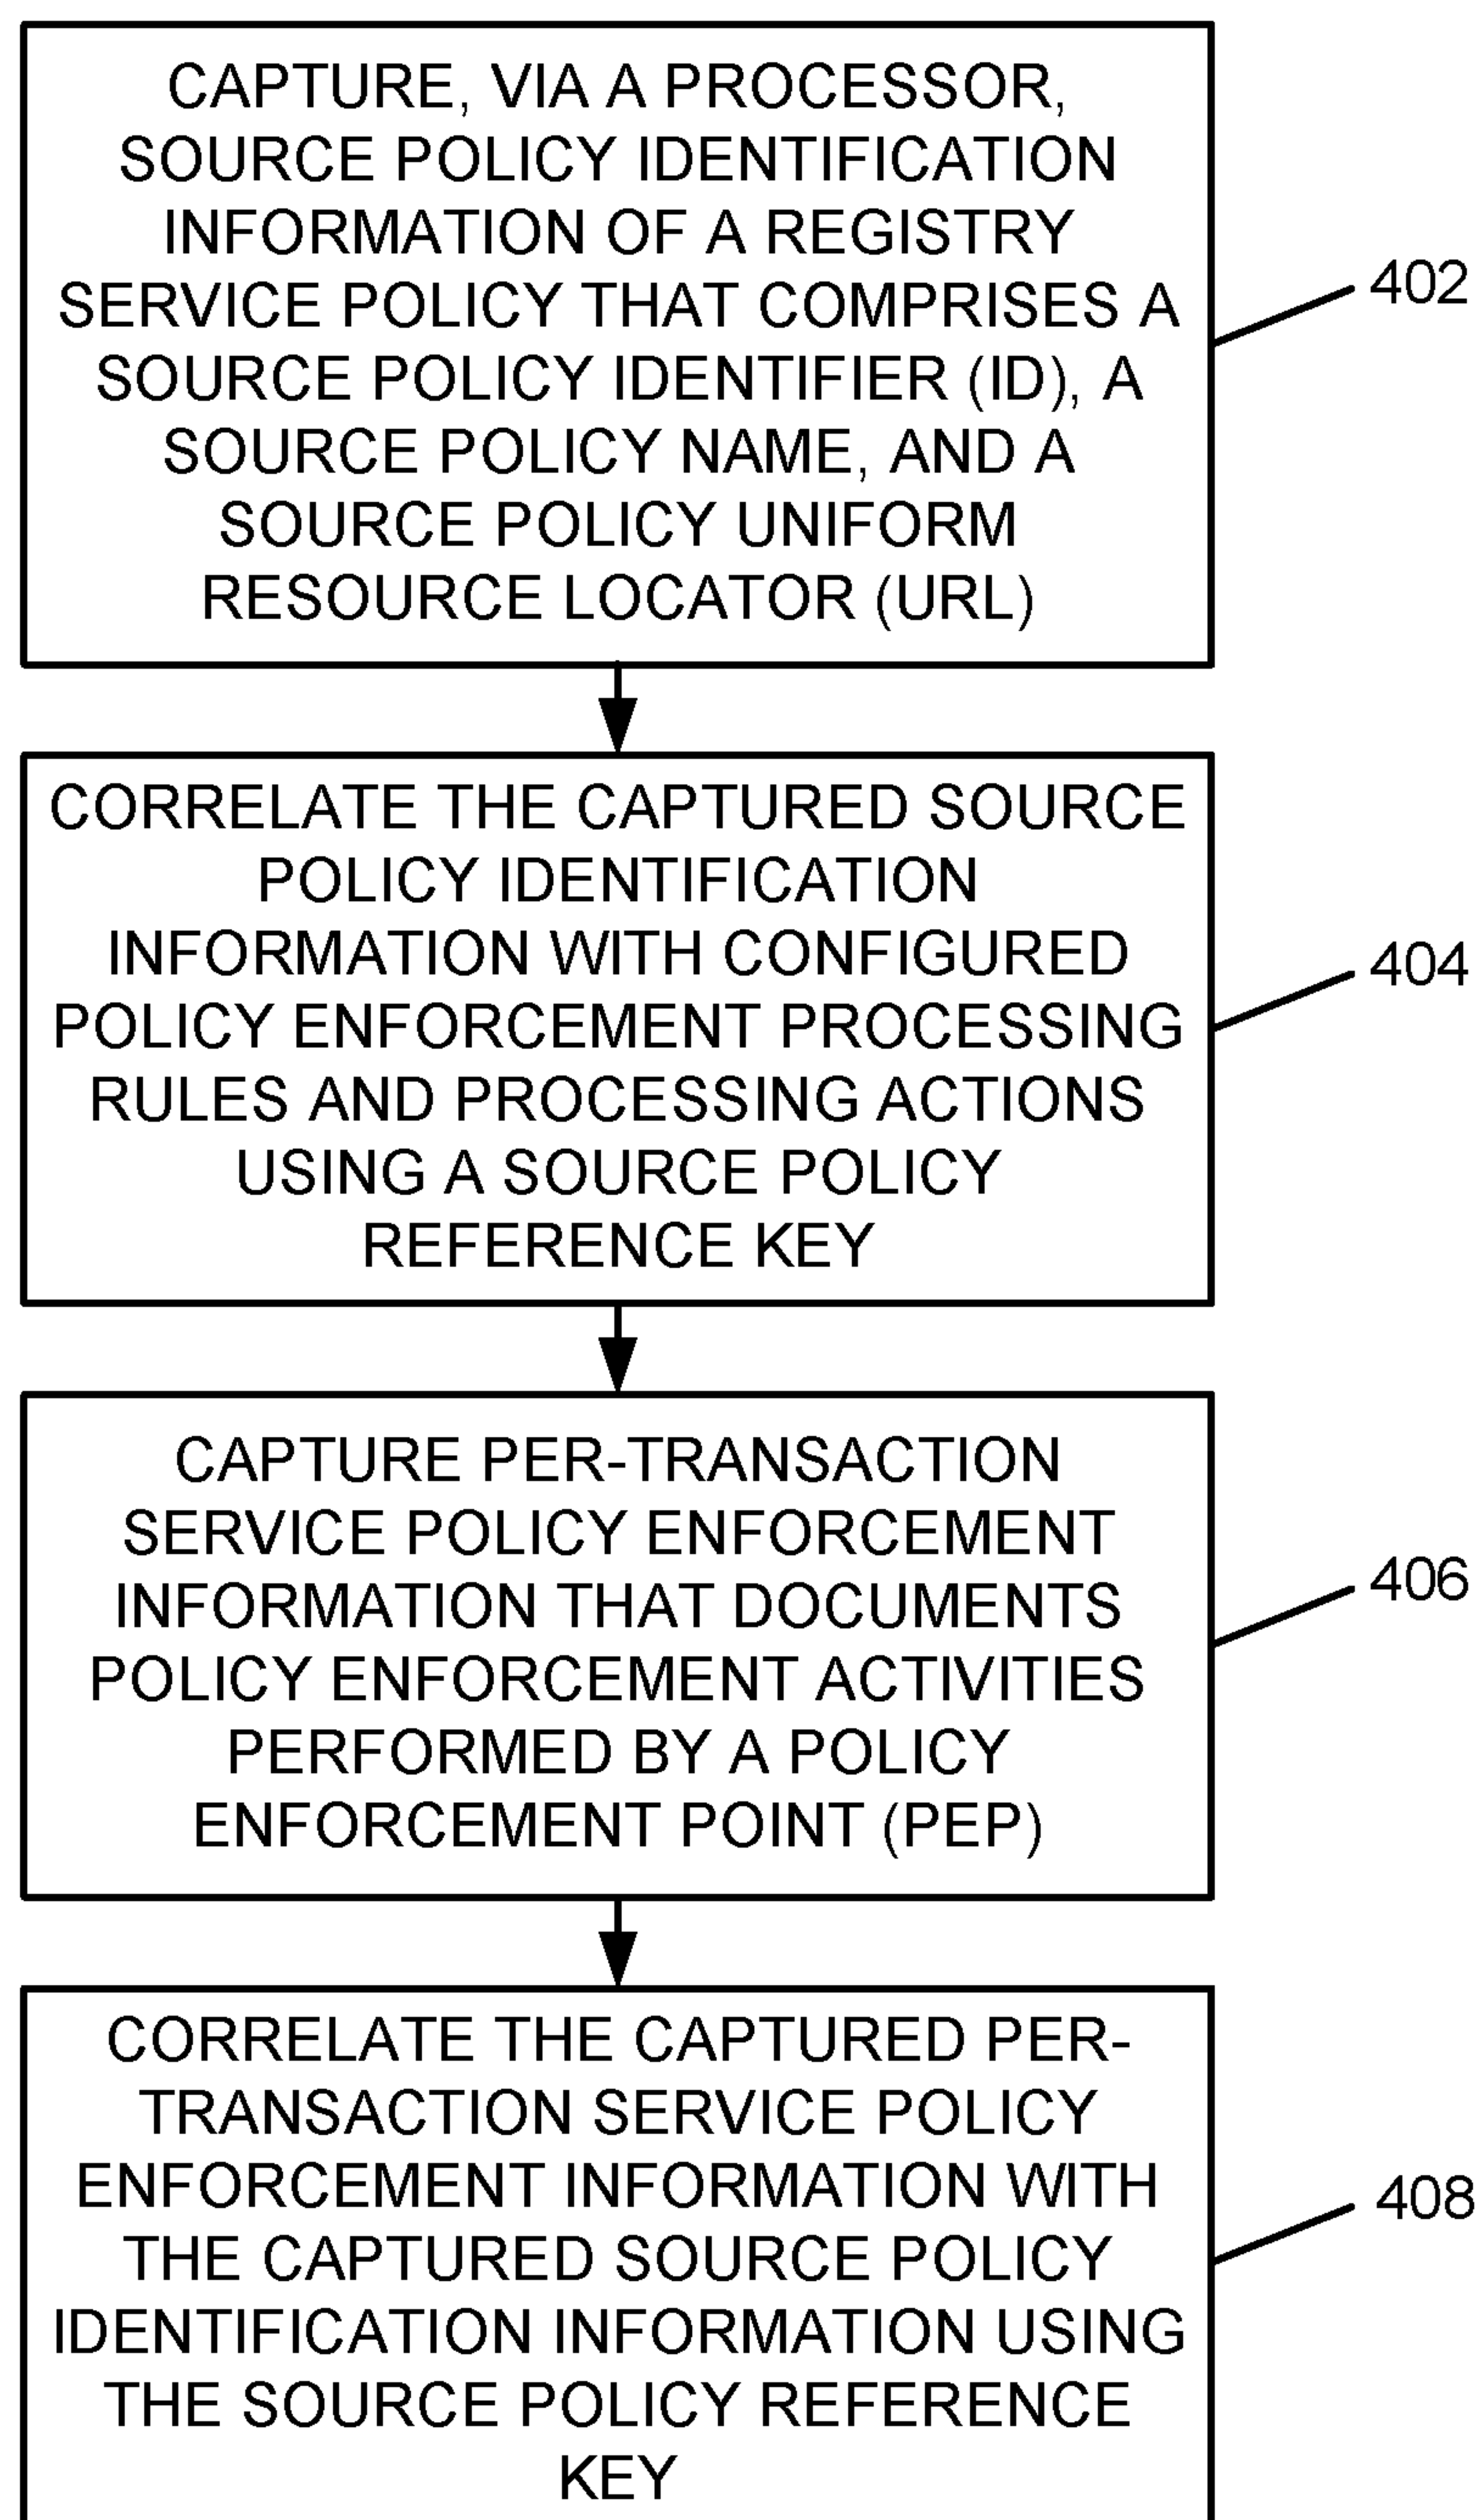 CAPTURE, VIA A PROCESSOR,
SOURCE POLICY IDENTIFICATION
INFORMATION OF A REGISTRY
SERVICE POLICY THAT COMPRISES A
SOURCE POLICY IDENTIFIER (ID), A
SOURCE POLICY NAME, AND A
SOURCE POLICY UNIFORM
RESOURCE LOCATOR (URL)
402
CORRELATE THE CAPTURED SOURCE
POLICY IDENTIFICATION
INFORMATION WITH CONFIGURED
POLICY ENFORCEMENT PROCESSING
RULES AND PROCESSING ACTIONS
USING A SOURCE POLICY
REFERENCE KEY
404
CAPTURE PER-TRANSACTION
SERVICE POLICY ENFORCEMENT
INFORMATION THAT DOCUMENTS
POLICY ENFORCEMENT ACTIVITIES
PERFORMED BY A POLICY
ENFORCEMENT POINT (PEP)
406
CORRELATE THE CAPTURED PER-
TRANSACTION SERVICE POLICY
ENFORCEMENT INFORMATION WITH
THE CAPTURED SOURCE POLICY
IDENTIFICATION INFORMATION USING
THE SOURCE POLICY REFERENCE
KEY
408